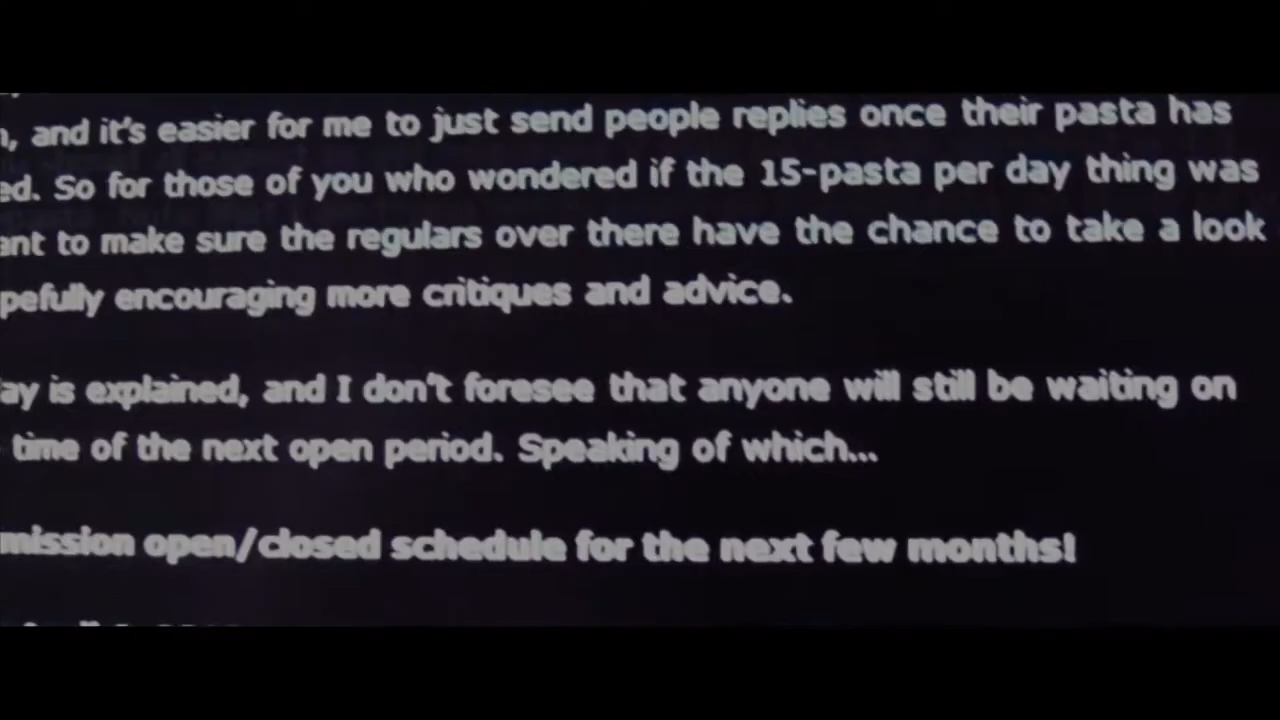 , and it's easier for me to just send people replies once their pasta has
ed. So for those of you who wondered if the 15-pasta per day thing was
ant to make sure the regulars over there have the chance to take a look
pefully encouraging more critiques and advice.
ay is explained, and I don't foresee that anyone will still be waiting on
time of the next open period. Speaking of which...
mission open/closed schedule for the next few months!